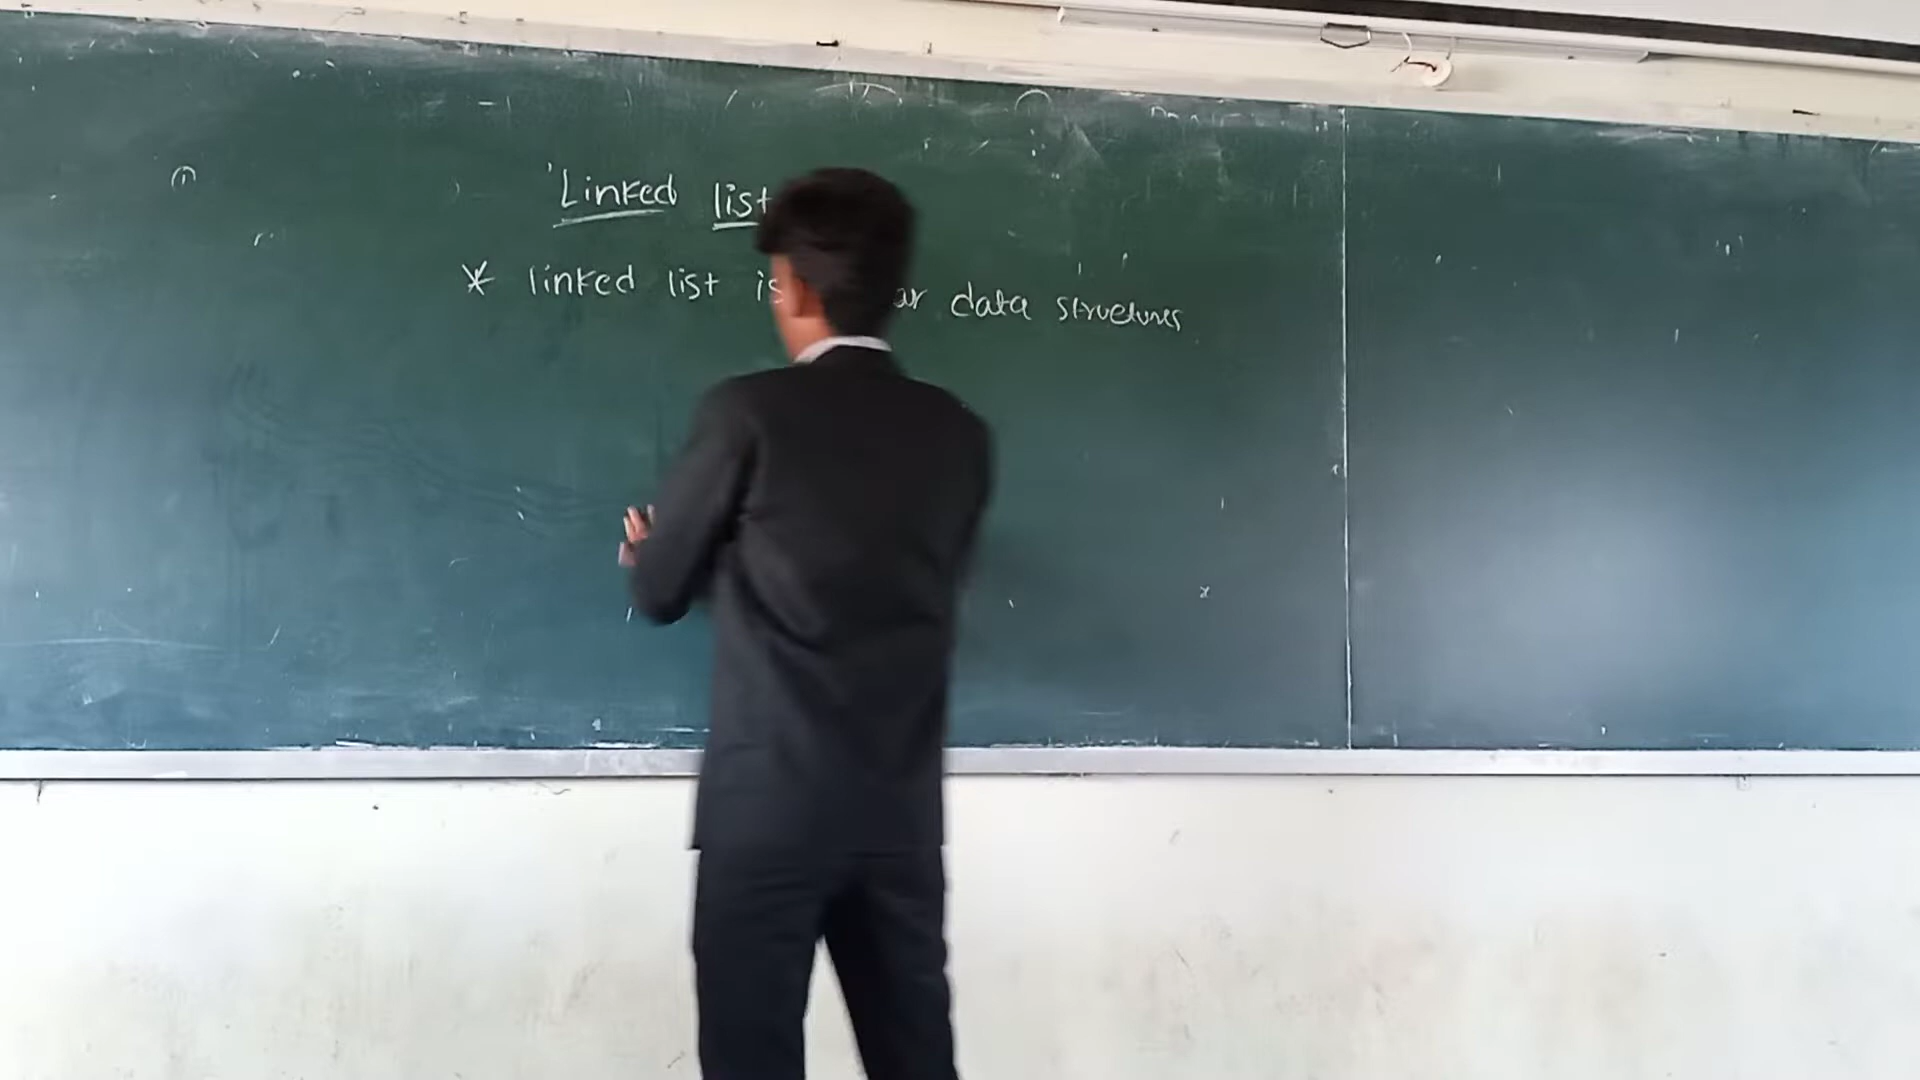 Linked list
* linked list is ar data structures